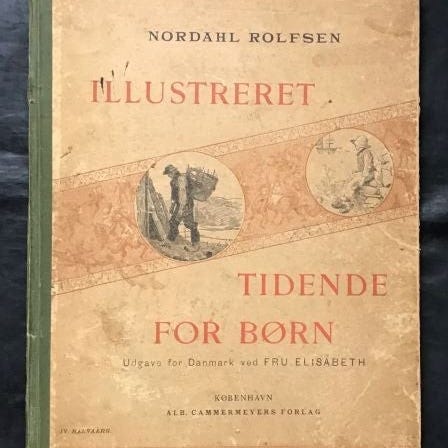 NORDAHL ROLFSEN
ILLUSTRERET
TIDENDE
FOR BØRN
Udgave for Danmark ved FRU ELISABETH
KØBENHAVN
ALB. CAMMERMEYERS FORLAG